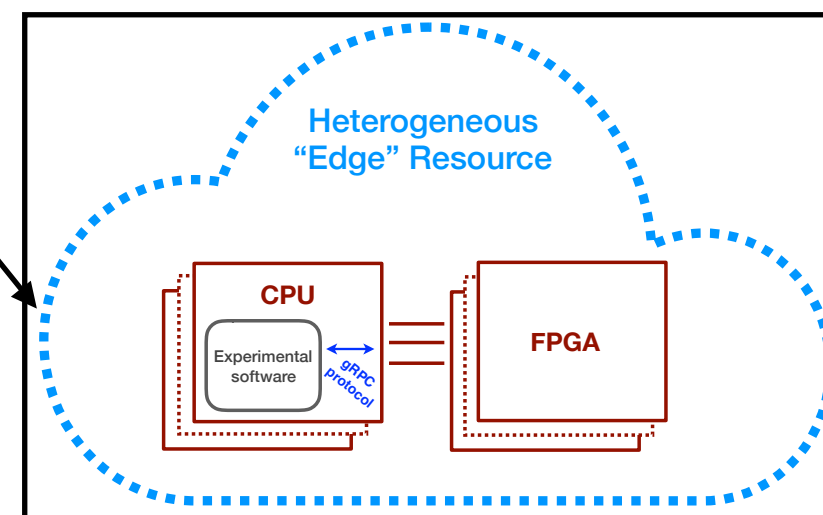 Heterogeneous
“Edge” Resource
CPU
Experimental
software
gRPC
protocol
FPGA